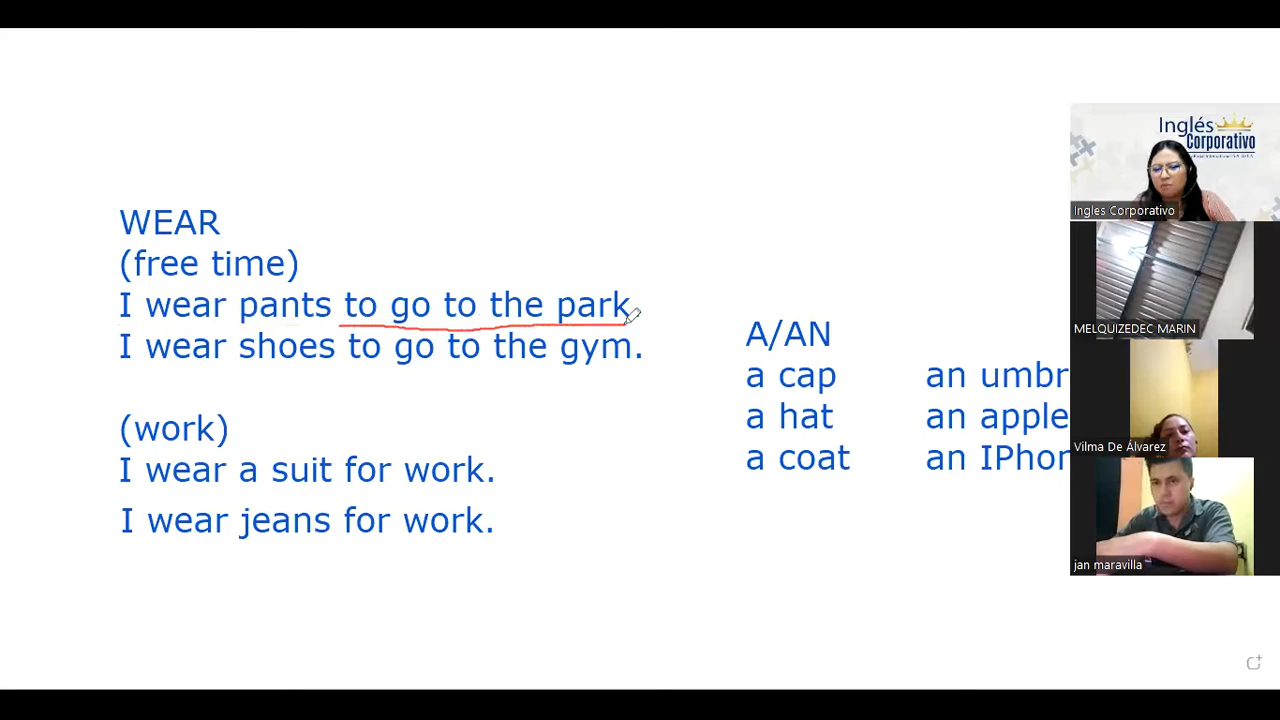 WEAR
(free time)
I wear pants to go to the park
I wear shoes to go to the gym.
(work)
I wear a suit for work.
I wear jeans for work.
A/AN
a cap an umbr
a hat an apple
a coat an IPhor
Inglés
Corporativo
Ingles Corporativo
MELQUIZEDEC MARIN
Vilma De Álvarez
jan maravilla